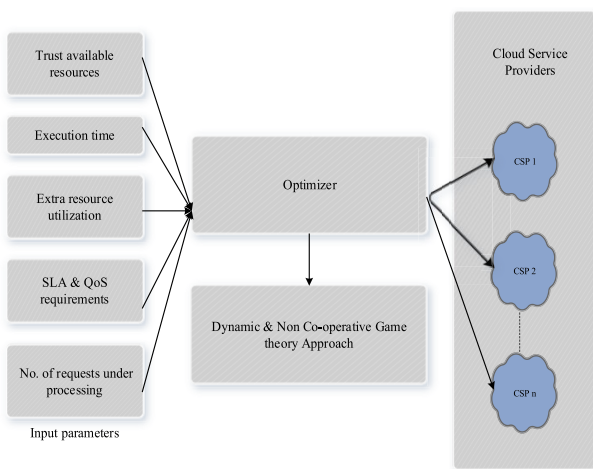 Trust available
resources
Execution time
Extra resource
utilization
SLA & QoS
requirements
No. of requests under
processing
Input parameters
Optimizer
Dynamic & Non Co-operative Game
theory Approach
Cloud Service
Providers
CSP 1
CSP 2
CSP n